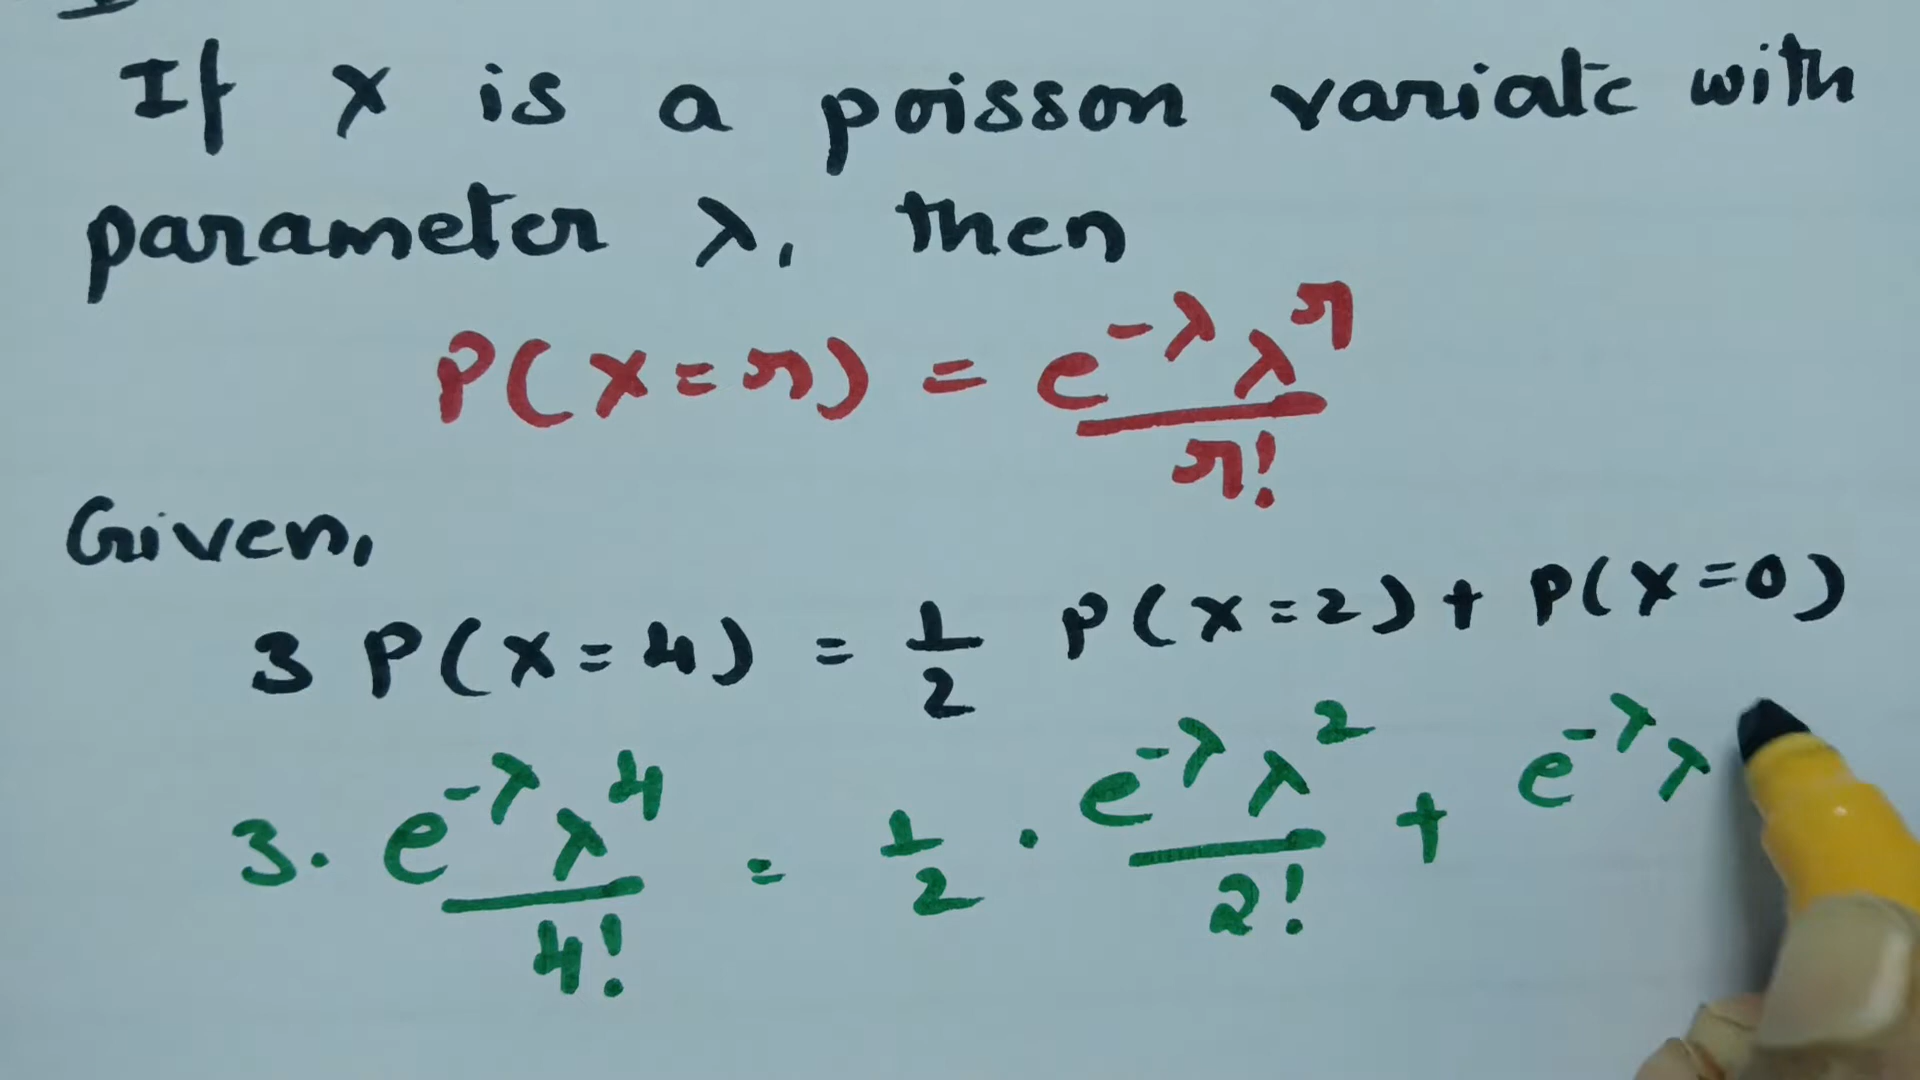 If X is a poisson variate with
parameter λ, then
P(X=r) = e^-λ λ^r / r!
Given,
3 P(X=4) = 1/2 P(X=2) + P(X=0)
3. e^-λ λ^4 / 4! = 1/2 . e^-λ λ^2 / 2! + e^-λ λ